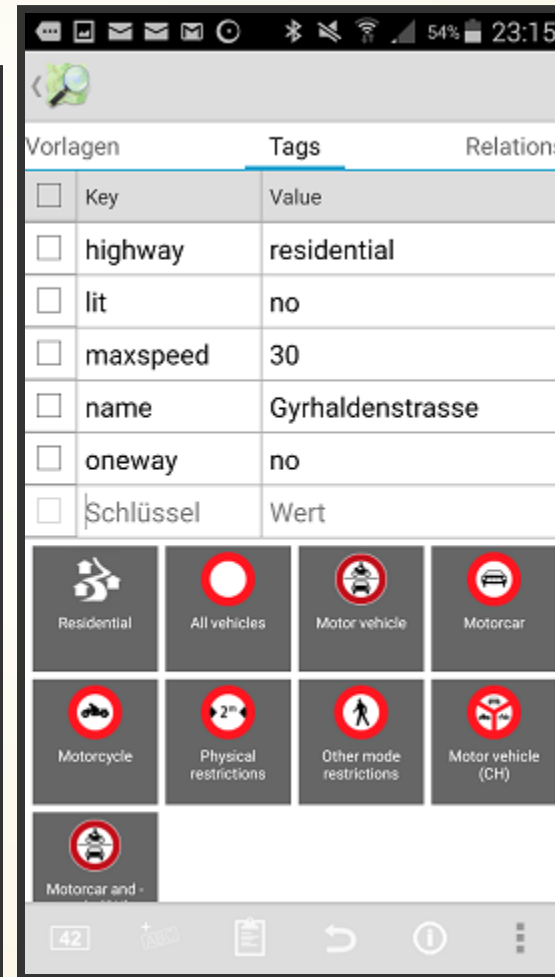 54% 23:15
Vorlagen Tags Relations
Key Value
highway residential
lit no
maxspeed 30
name Gyrhaldenstrasse
oneway no
Schlüssel Wert
Residential All vehicles Motor vehicle Motorcar
2m
Motorcycle Physical restrictions Other mode restrictions Motor vehicle (CH)
Motorcar and -
42 ABC